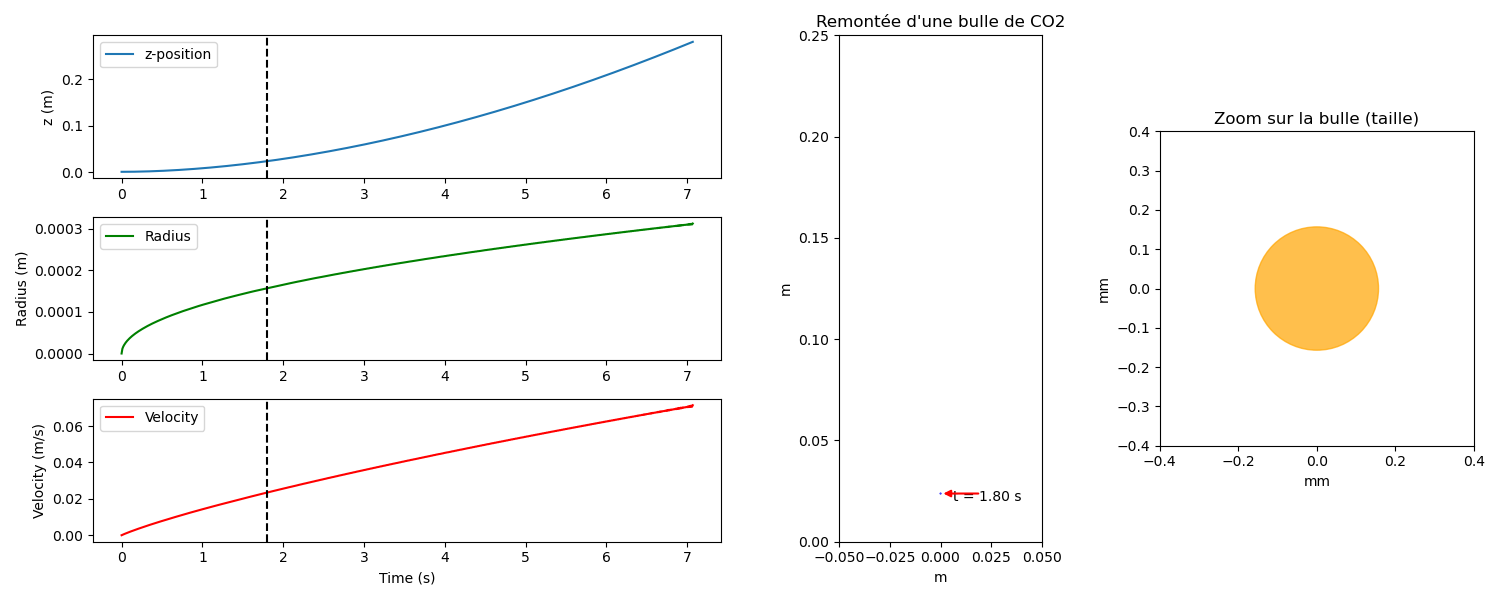 z-position
z (m)
0.2
0.1
0.0
0 1 2 3 4 5 6 7
Radius
Radius (m)
0.0003
0.0002
0.0001
0.0000
0 1 2 3 4 5 6 7
Velocity
Velocity (m/s)
0.06
0.04
0.02
0.00
0 1 2 3 4 5 6 7
Time (s)
Remontée d'une bulle de CO2
0.25
0.20
0.15
0.10
0.05
0.00
m
t = 1.80 s
−0.050 −0.025 0.000 0.025 0.050
m
Zoom sur la bulle (taille)
0.4
0.3
0.2
0.1
0.0
−0.1
−0.2
−0.3
−0.4
mm
−0.4 −0.2 0.0 0.2 0.4
mm